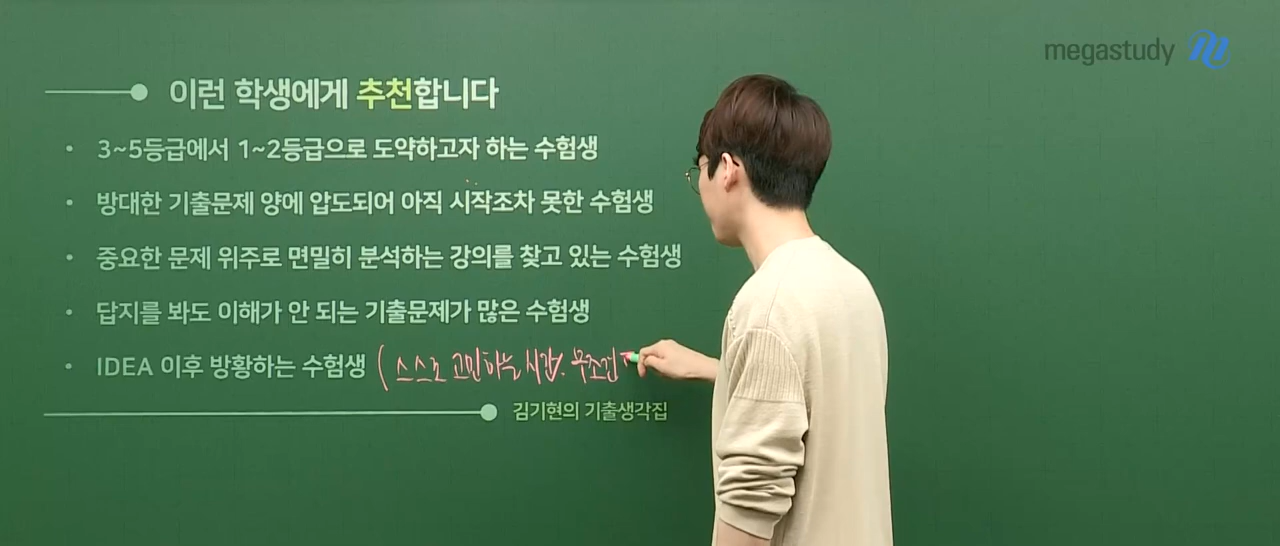 megastudy
이런 학생에게 추천합니다
• 3~5등급에서 1~2등급으로 도약하고자 하는 수험생
• 방대한 기출문제 양에 압도되어 아직 시작조차 못한 수험생
• 중요한 문제 위주로 면밀히 분석하는 강의를 찾고 있는 수험생
• 답지를 봐도 이해가 안 되는 기출문제가 많은 수험생
• IDEA 이후 방황하는 수험생 ( 스스로 고민하는 시간. 무조건
김기현의 기출생각집